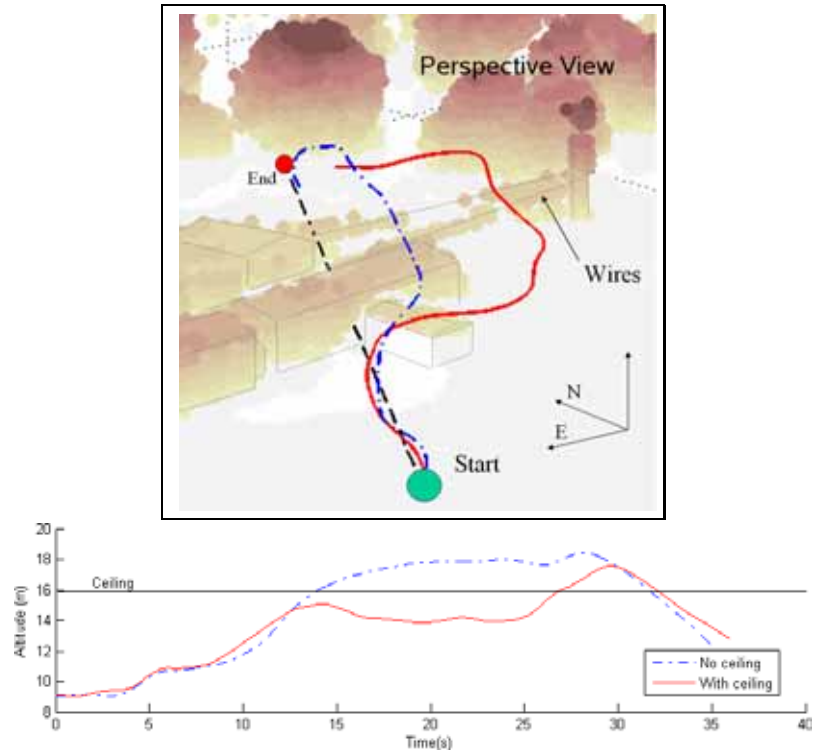 Perspective View
End
Wires
N
E
Start
20
18
16
14
12
10
8
Altitude (m)
Ceiling
No ceiling
With ceiling
0 5 10 15 20 25 30 35 40
Time(s)